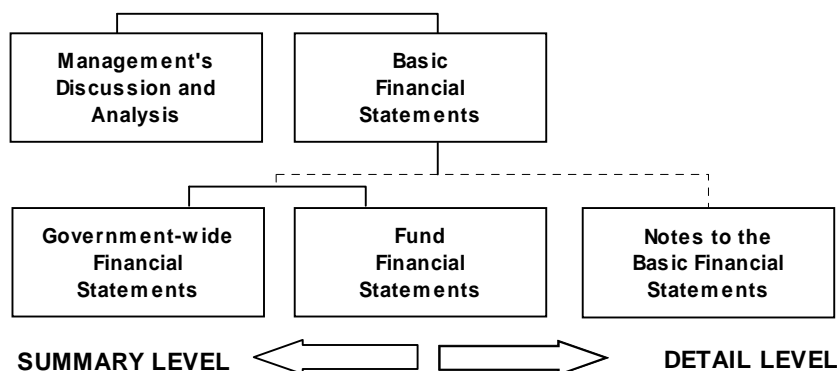 Management's
Discussion and
Analysis
Basic
Financial
Statements
Government-wide
Financial
Statements
Fund
Financial
Statements
Notes to the
Basic Financial
Statements
SUMMARY LEVEL
DETAIL LEVEL